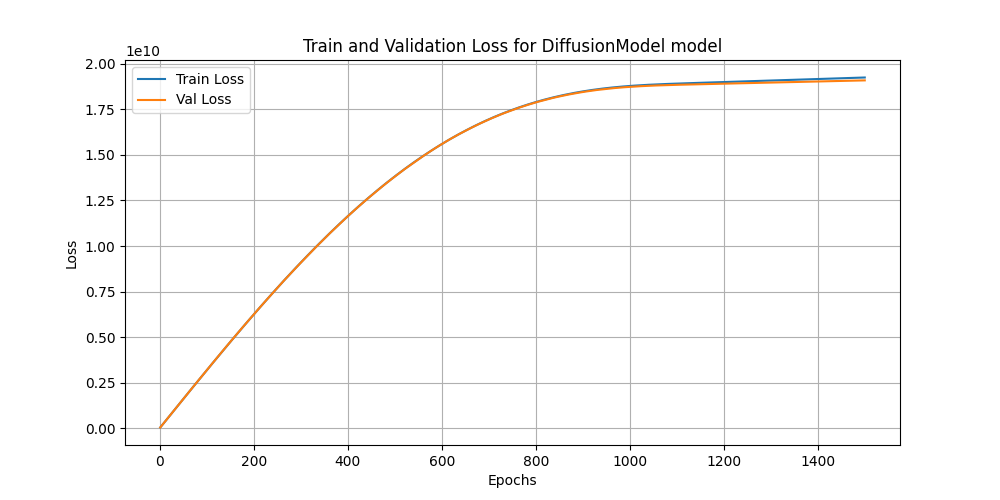 Train and Validation Loss for DiffusionModel model
1e10
2.00
1.75
1.50
1.25
1.00
0.75
0.50
0.25
0.00
Loss
Train Loss
Val Loss
0 200 400 600 800 1000 1200 1400
Epochs